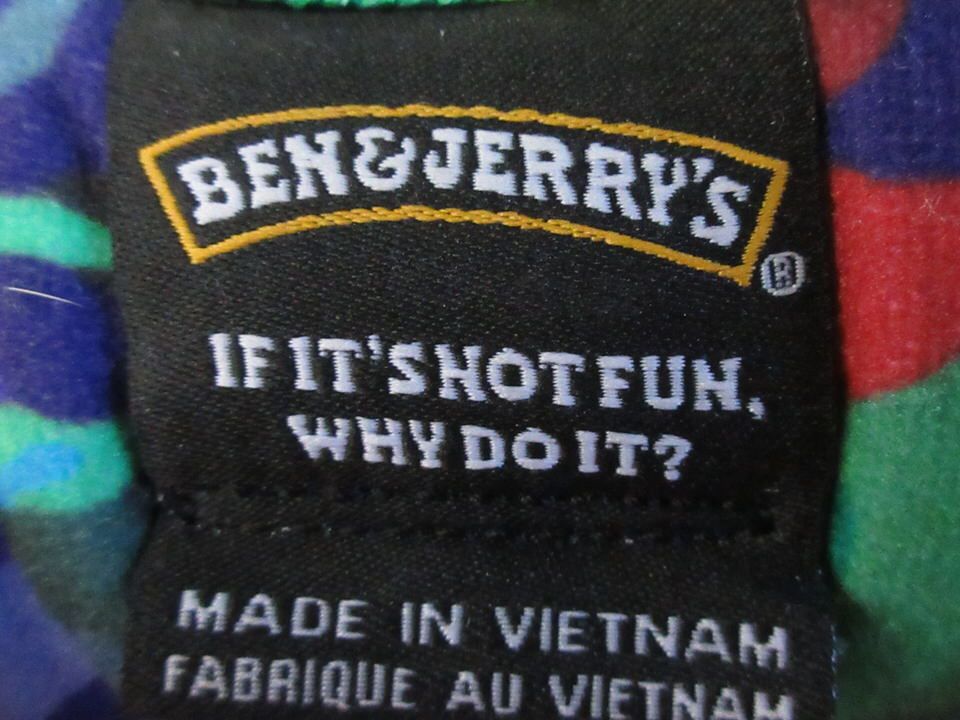 BEN&JERRY'S®
IF IT'S NOT FUN,
WHY DO IT?
MADE IN VIETNAM
FABRIQUE AU VIETNAM